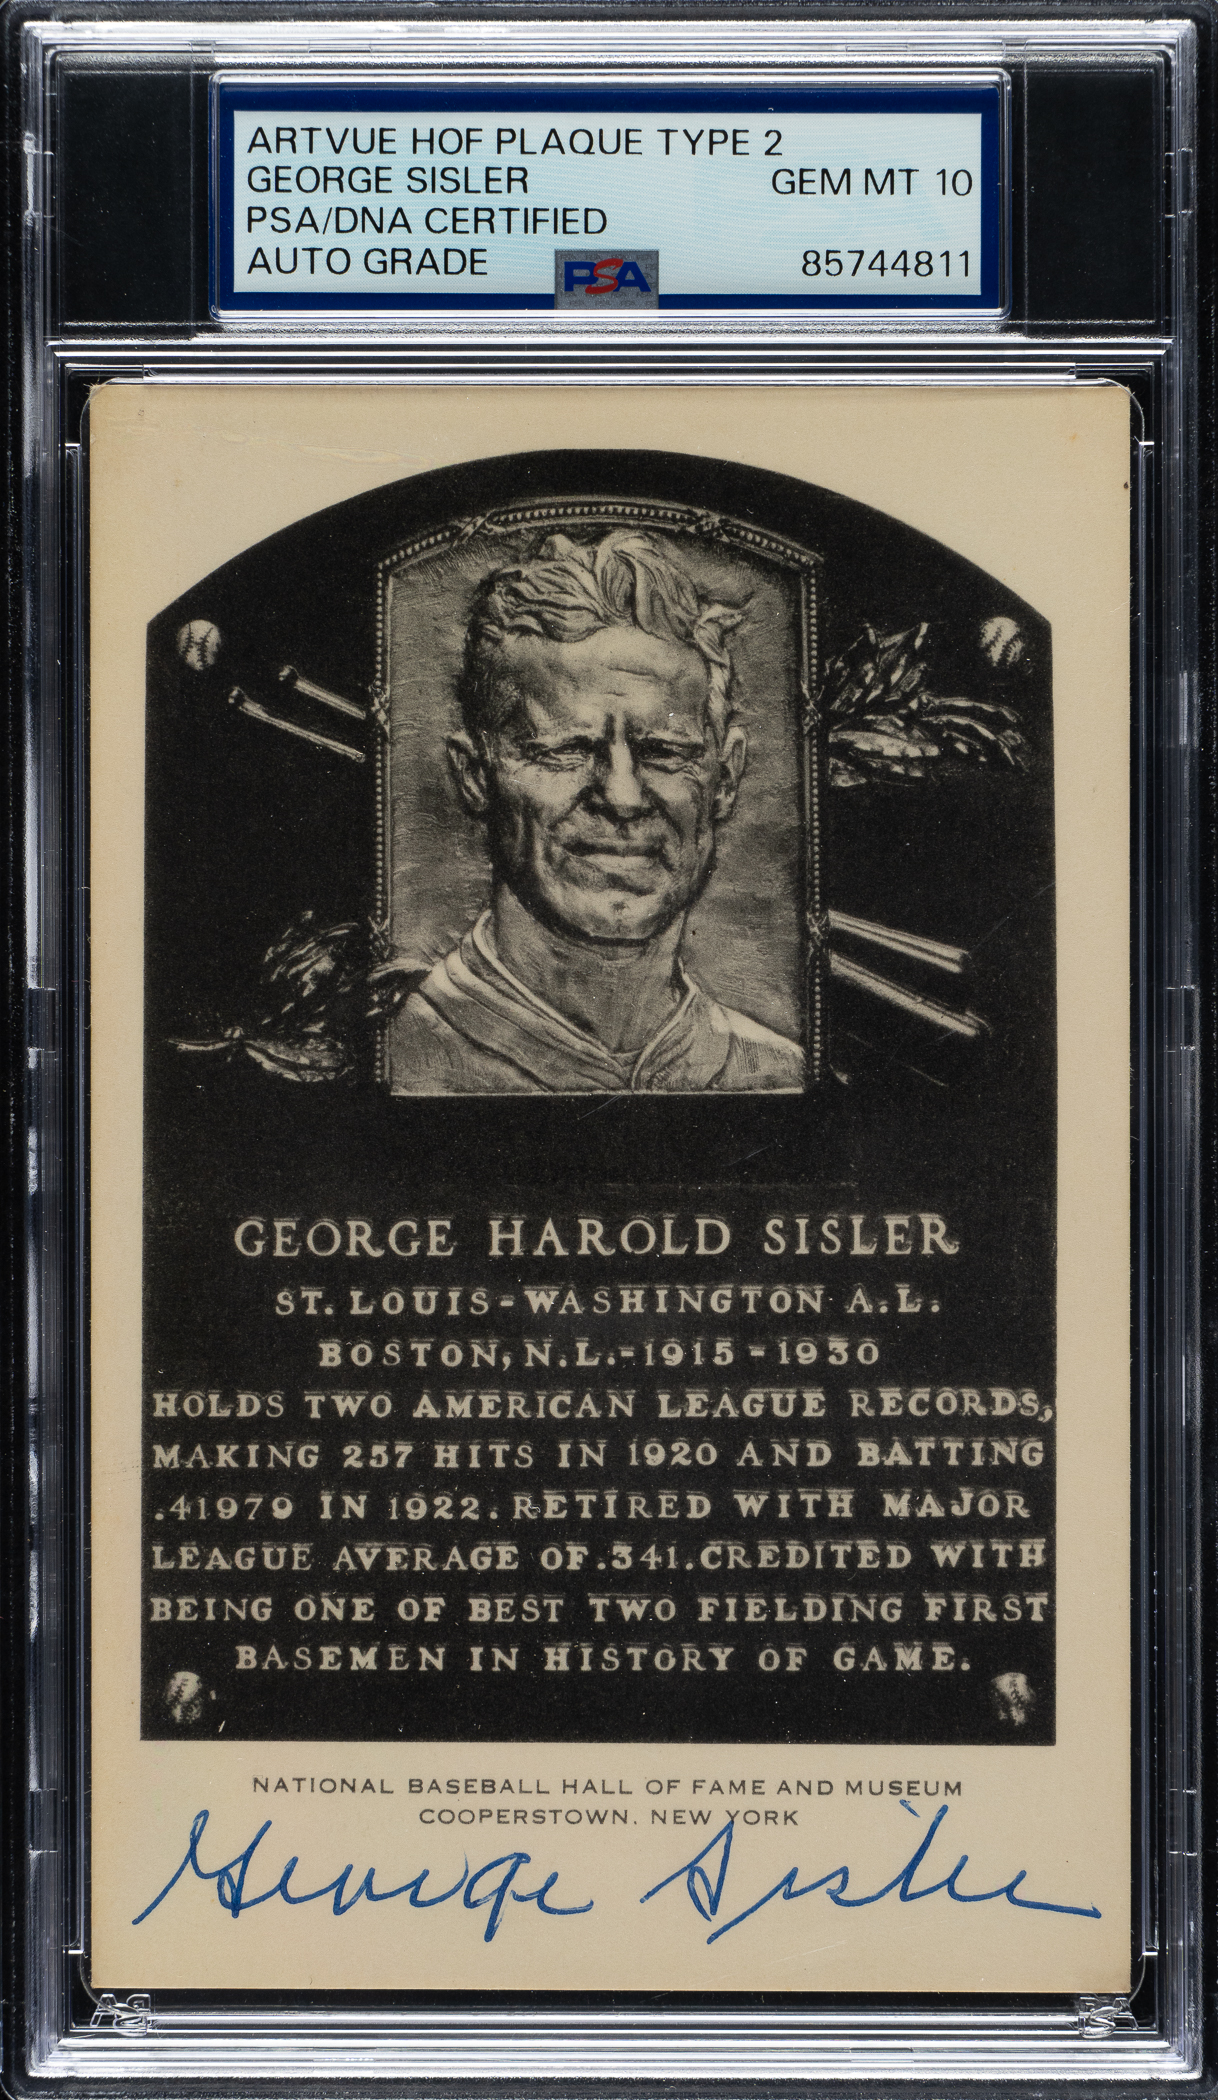 ARTVUE HOF PLAQUE TYPE 2
GEORGE SISLER GEM MT 10
PSA/DNA CERTIFIED
AUTO GRADE PSA 85744811
GEORGE HAROLD SISLER
ST. LOUIS-WASHINGTON A.L.
BOSTON, N.L.-1915-1930
HOLDS TWO AMERICAN LEAGUE RECORDS,
MAKING 257 HITS IN 1920 AND BATTING
.41979 IN 1922. RETIRED WITH MAJOR
LEAGUE AVERAGE OF .341. CREDITED WITH
BEING ONE OF BEST TWO FIELDING FIRST
BASEMEN IN HISTORY OF GAME.
NATIONAL BASEBALL HALL OF FAME AND MUSEUM
COOPERSTOWN, NEW YORK
George Sisler